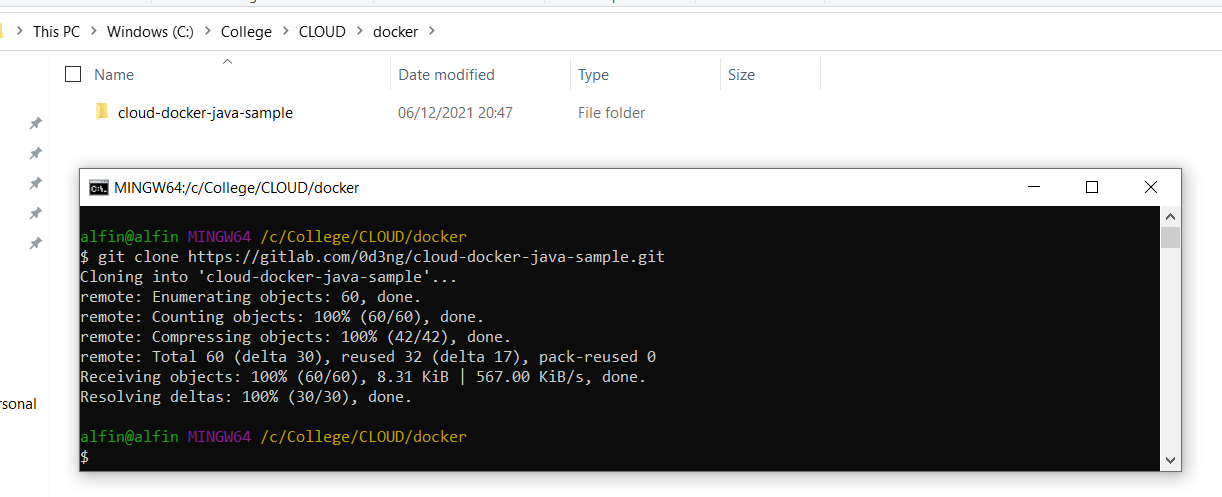 This PC > Windows (C:) > College > CLOUD > docker >
Name Date modified Type Size
cloud-docker-java-sample 06/12/2021 20:47 File folder
MINGW64:/c/College/CLOUD/docker
alfin@alfin MINGW64 /c/College/CLOUD/docker
$ git clone https://gitlab.com/0d3ng/cloud-docker-java-sample.git
Cloning into 'cloud-docker-java-sample'...
remote: Enumerating objects: 60, done.
remote: Counting objects: 100% (60/60), done.
remote: Compressing objects: 100% (42/42), done.
remote: Total 60 (delta 30), reused 32 (delta 17), pack-reused 0
Receiving objects: 100% (60/60), 8.31 KiB | 567.00 KiB/s, done.
Resolving deltas: 100% (30/30), done.
rsonal
alfin@alfin MINGW64 /c/College/CLOUD/docker
$